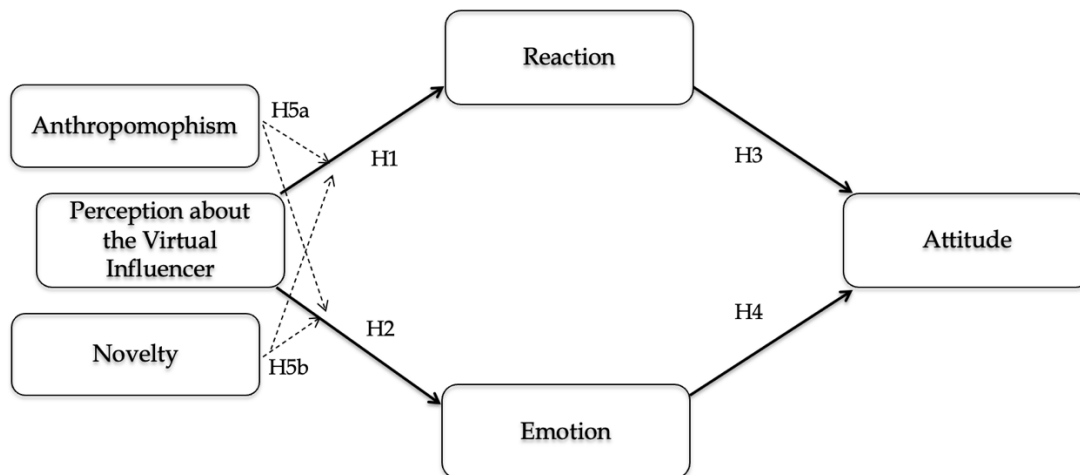 Reaction
Anthropomophism
H5a
H1
H3
Perception about
the Virtual
Influencer
Attitude
H2
H4
Novelty
H5b
Emotion